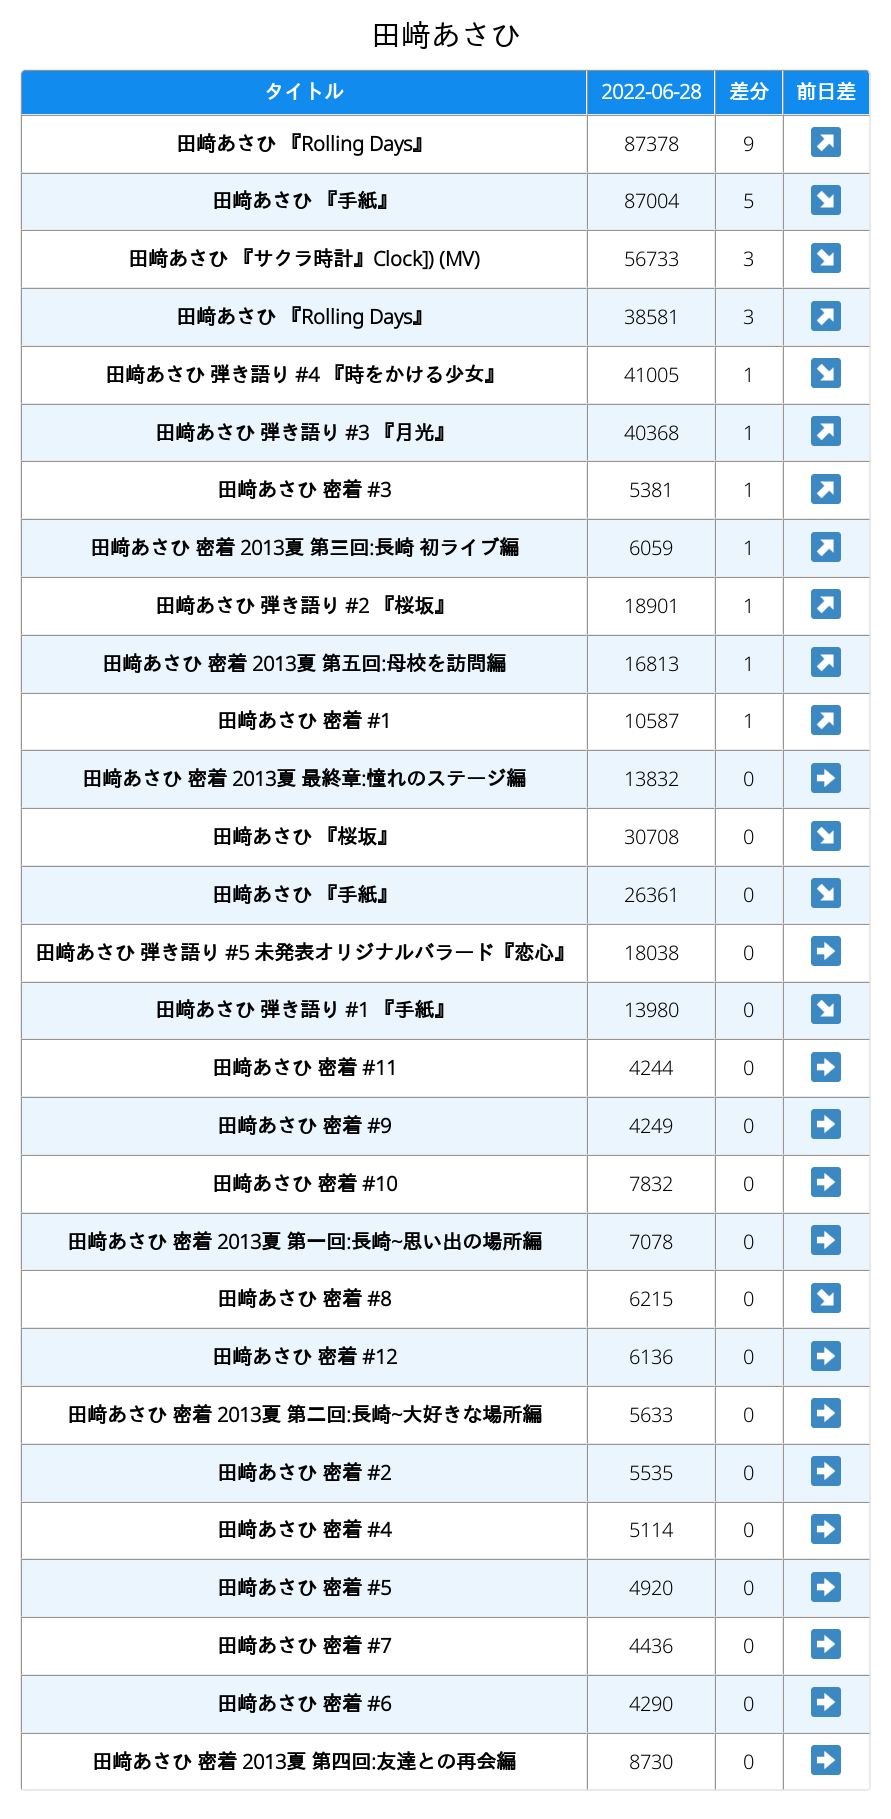 田﨑あさひ
タイトル 2022-06-28 差分 前日差
田﨑あさひ 『Rolling Days』 87378 9 ↗
田﨑あさひ 『手紙』 87004 5 ↘
田﨑あさひ 『サクラ時計』Clock]) (MV) 56733 3 ↘
田﨑あさひ 『Rolling Days』 38581 3 ↗
田﨑あさひ 弾き語り #4 『時をかける少女』 41005 1 ↘
田﨑あさひ 弾き語り #3 『月光』 40368 1 ↗
田﨑あさひ 密着 #3 5381 1 ↗
田﨑あさひ 密着 2013夏 第三回:長崎 初ライブ編 6059 1 ↗
田﨑あさひ 弾き語り #2 『桜坂』 18901 1 ↗
田﨑あさひ 密着 2013夏 第五回:母校を訪問編 16813 1 ↗
田﨑あさひ 密着 #1 10587 1 ↗
田﨑あさひ 密着 2013夏 最終章:憧れのステージ編 13832 0 ➡
田﨑あさひ 『桜坂』 30708 0 ↘
田﨑あさひ 『手紙』 26361 0 ↘
田﨑あさひ 弾き語り #5 未発表オリジナルバラード『恋心』 18038 0 ➡
田﨑あさひ 弾き語り #1 『手紙』 13980 0 ↘
田﨑あさひ 密着 #11 4244 0 ➡
田﨑あさひ 密着 #9 4249 0 ➡
田﨑あさひ 密着 #10 7832 0 ➡
田﨑あさひ 密着 2013夏 第一回:長崎~思い出の場所編 7078 0 ➡
田﨑あさひ 密着 #8 6215 0 ↘
田﨑あさひ 密着 #12 6136 0 ➡
田﨑あさひ 密着 2013夏 第二回:長崎~大好きな場所編 5633 0 ➡
田﨑あさひ 密着 #2 5535 0 ➡
田﨑あさひ 密着 #4 5114 0 ➡
田﨑あさひ 密着 #5 4920 0 ➡
田﨑あさひ 密着 #7 4436 0 ➡
田﨑あさひ 密着 #6 4290 0 ➡
田﨑あさひ 密着 2013夏 第四回:友達との再会編 8730 0 ➡